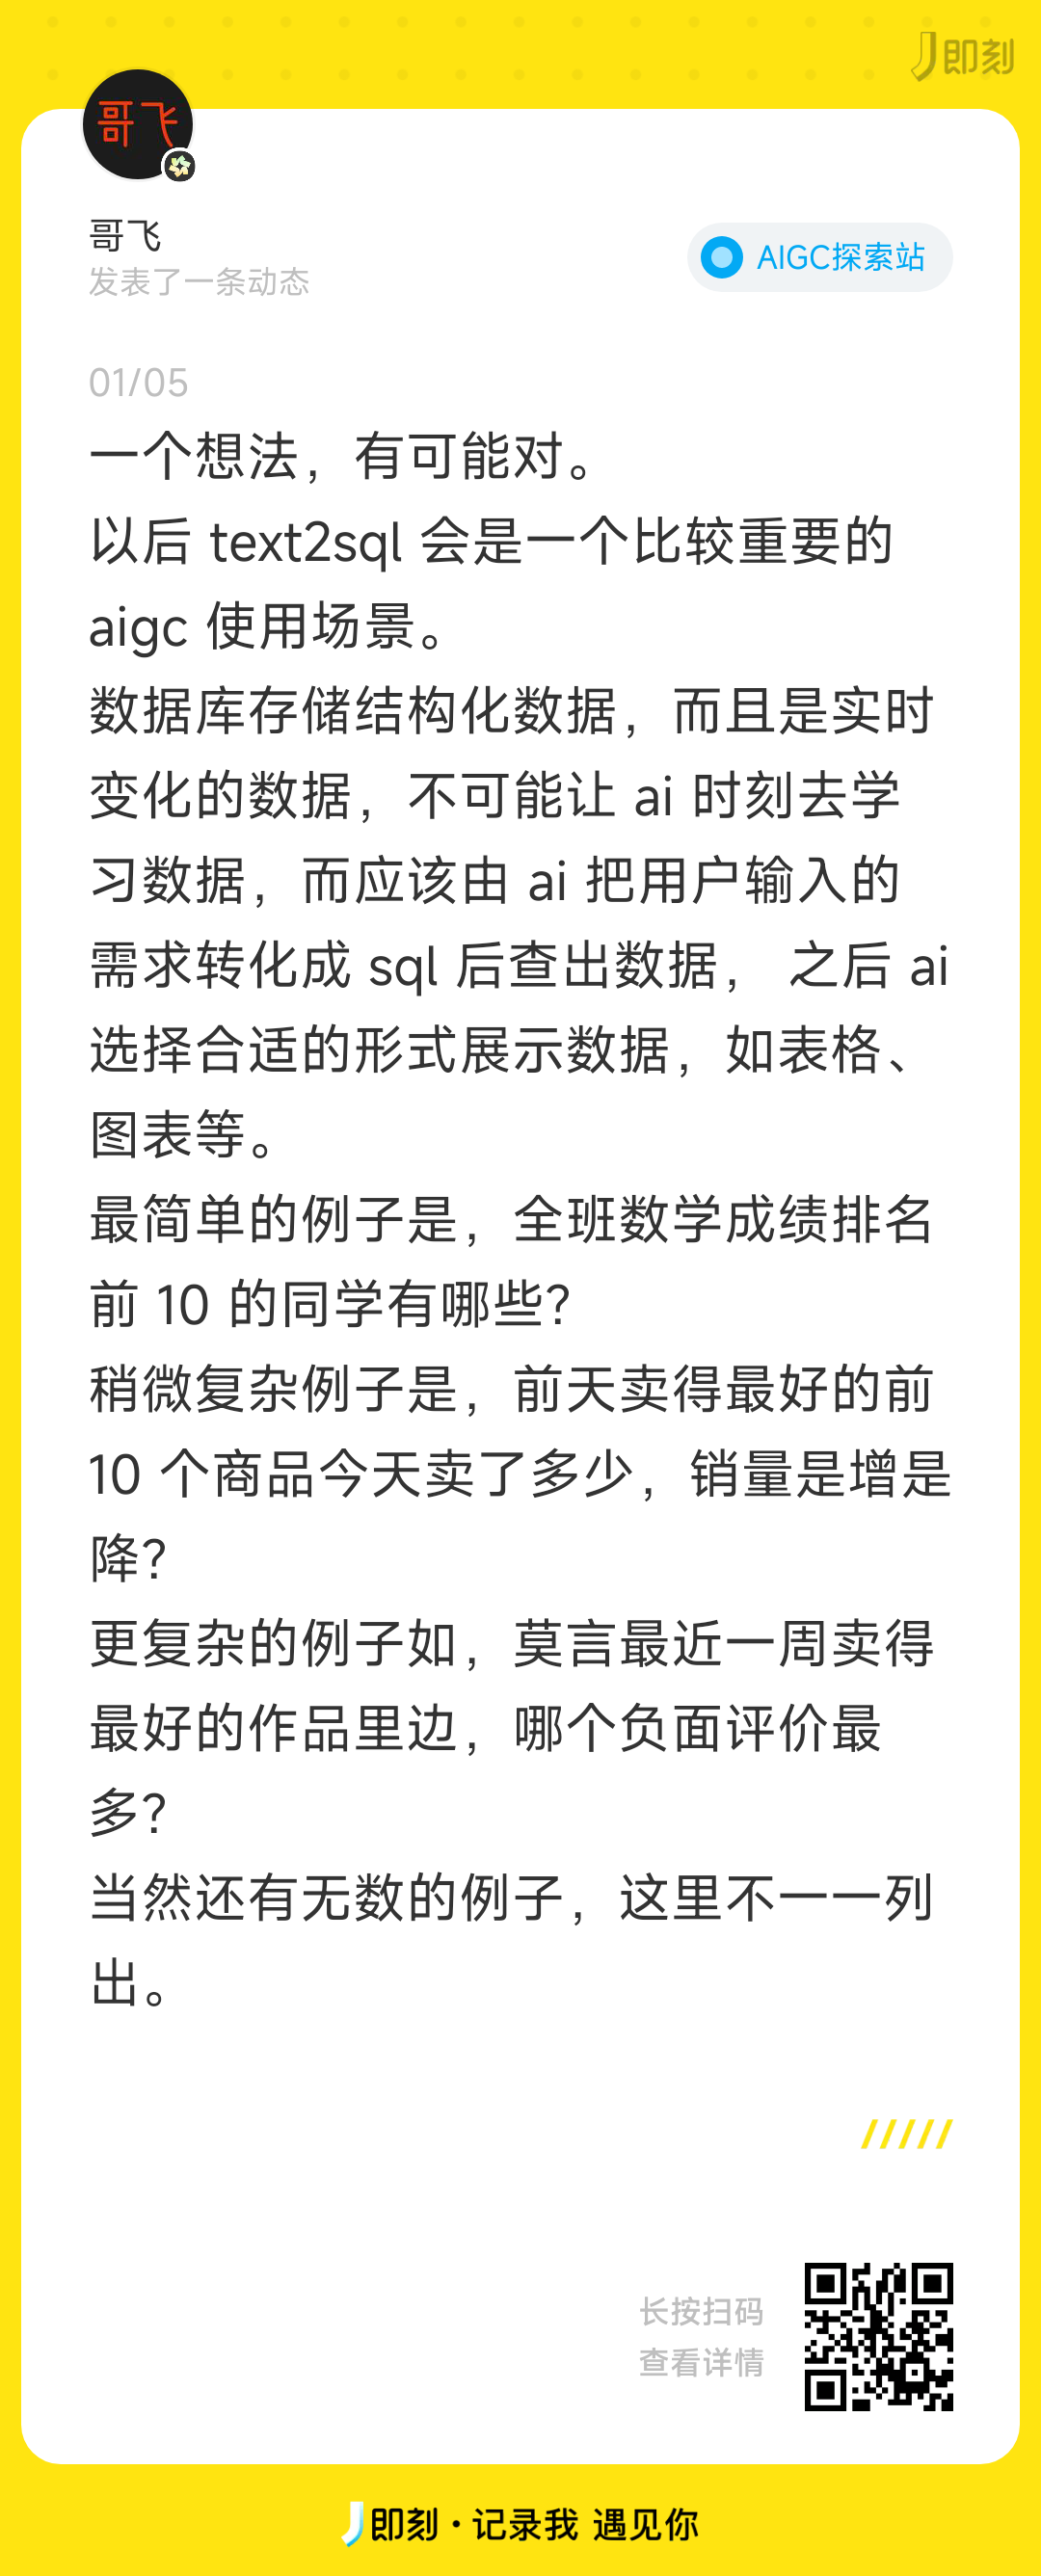 即刻
哥飞
哥飞
发表了一条动态
AIGC探索站
01/05
一个想法，有可能对。
以后 text2sql 会是一个比较重要的
aigc 使用场景。
数据库存储结构化数据，而且是实时
变化的数据，不可能让 ai 时刻去学
习数据，而应该由 ai 把用户输入的
需求转化成 sql 后查出数据， 之后 ai
选择合适的形式展示数据，如表格、
图表等。
最简单的例子是，全班数学成绩排名
前 10 的同学有哪些？
稍微复杂例子是，前天卖得最好的前
10 个商品今天卖了多少，销量是增是
降？
更复杂的例子如，莫言最近一周卖得
最好的作品里边，哪个负面评价最
多？
当然还有无数的例子，这里不一一列
出。
长按扫码
查看详情
即刻·记录我 遇见你